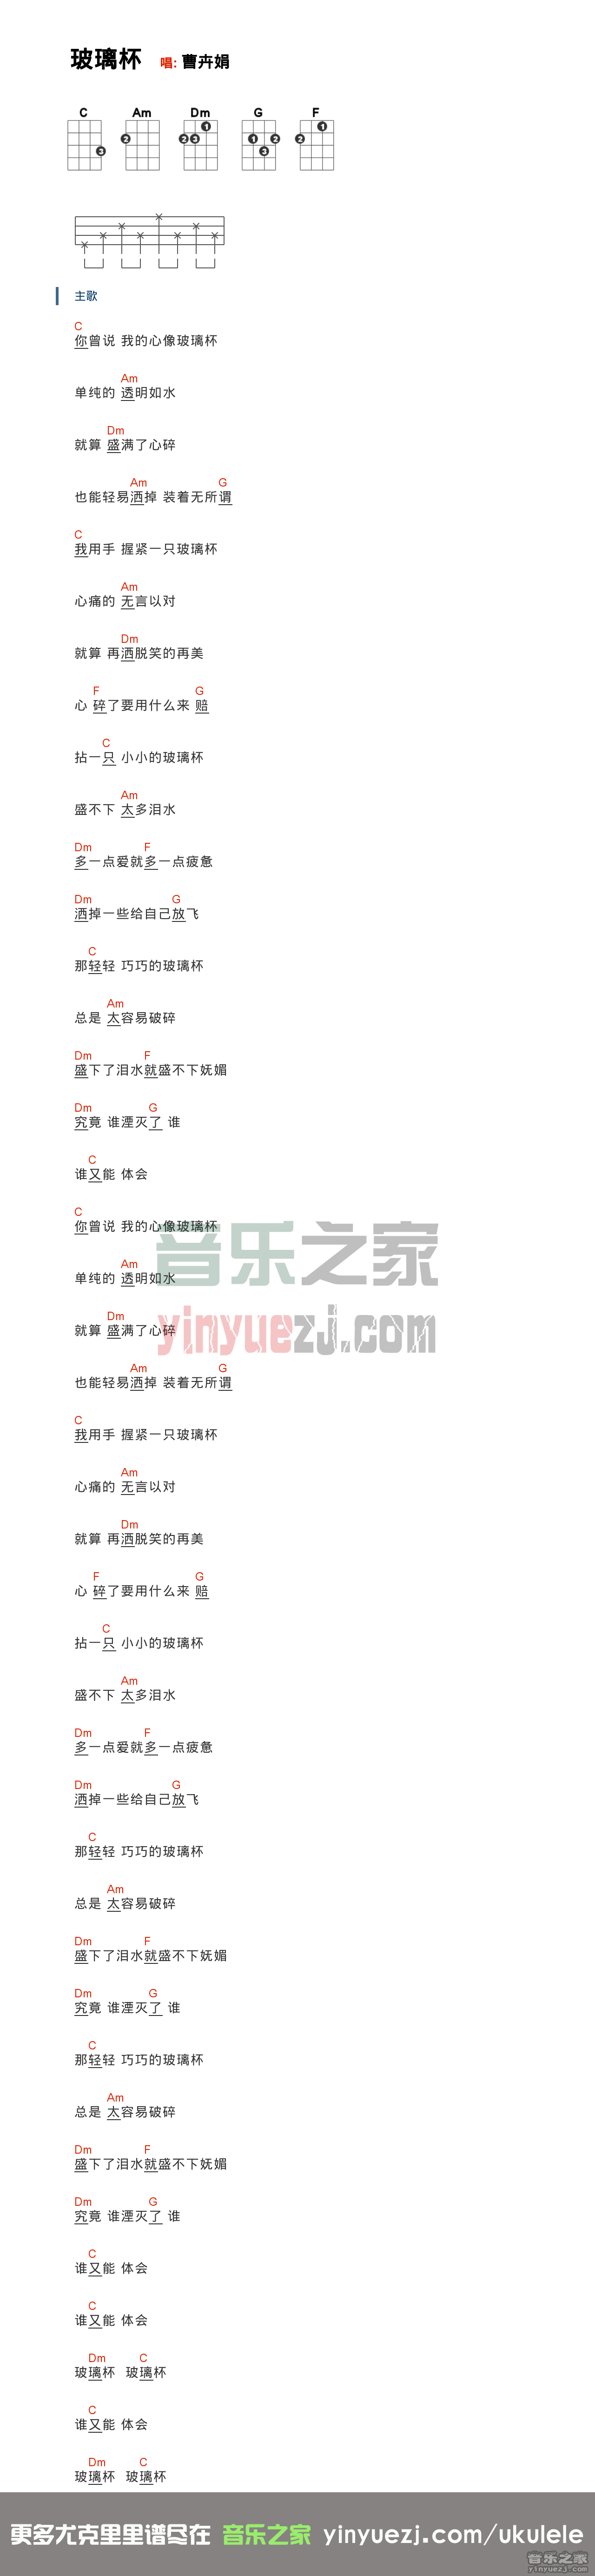 玻璃杯 唱: 曹卉娟
C Am Dm G F
3 2 2 3 1 1 3 2 2 1
主歌
C
你曾说 我的心像玻璃杯
Am
单纯的 透明如水
Dm
就算 盛满了心碎
Am G
也能轻易洒掉 装着无所谓
C
我用手 握紧一只玻璃杯
Am
心痛的 无言以对
Dm
就算 再洒脱笑的再美
F G
心 碎了要用什么来 赔
C
拈一只 小小的玻璃杯
Am
盛不下 太多泪水
Dm F
多一点爱就多一点疲惫
Dm G
洒掉一些给自己放飞
C
那轻轻 巧巧的玻璃杯
Am
总是 太容易破碎
Dm F
盛下了泪水就盛不下妩媚
Dm G
究竟 谁湮灭了 谁
C
谁又能 体会
C
你曾说 我的心像玻璃杯
Am
单纯的 透明如水
Dm
就算 盛满了心碎
Am G
也能轻易洒掉 装着无所谓
C
我用手 握紧一只玻璃杯
Am
心痛的 无言以对
Dm
就算 再洒脱笑的再美
F G
心 碎了要用什么来 赔
C
拈一只 小小的玻璃杯
Am
盛不下 太多泪水
Dm F
多一点爱就多一点疲惫
Dm G
洒掉一些给自己放飞
C
那轻轻 巧巧的玻璃杯
Am
总是 太容易破碎
Dm F
盛下了泪水就盛不下妩媚
Dm G
究竟 谁湮灭了 谁
C
那轻轻 巧巧的玻璃杯
Am
总是 太容易破碎
Dm F
盛下了泪水就盛不下妩媚
Dm G
究竟 谁湮灭了 谁
C
谁又能 体会
C
谁又能 体会
Dm C
玻璃杯 玻璃杯
C
谁又能 体会
Dm C
玻璃杯 玻璃杯
音乐之家
yinyuezj.com
更多尤克里里谱尽在 音乐之家 yinyuezj.com/ukulele
音乐之家
yinyuezj.com